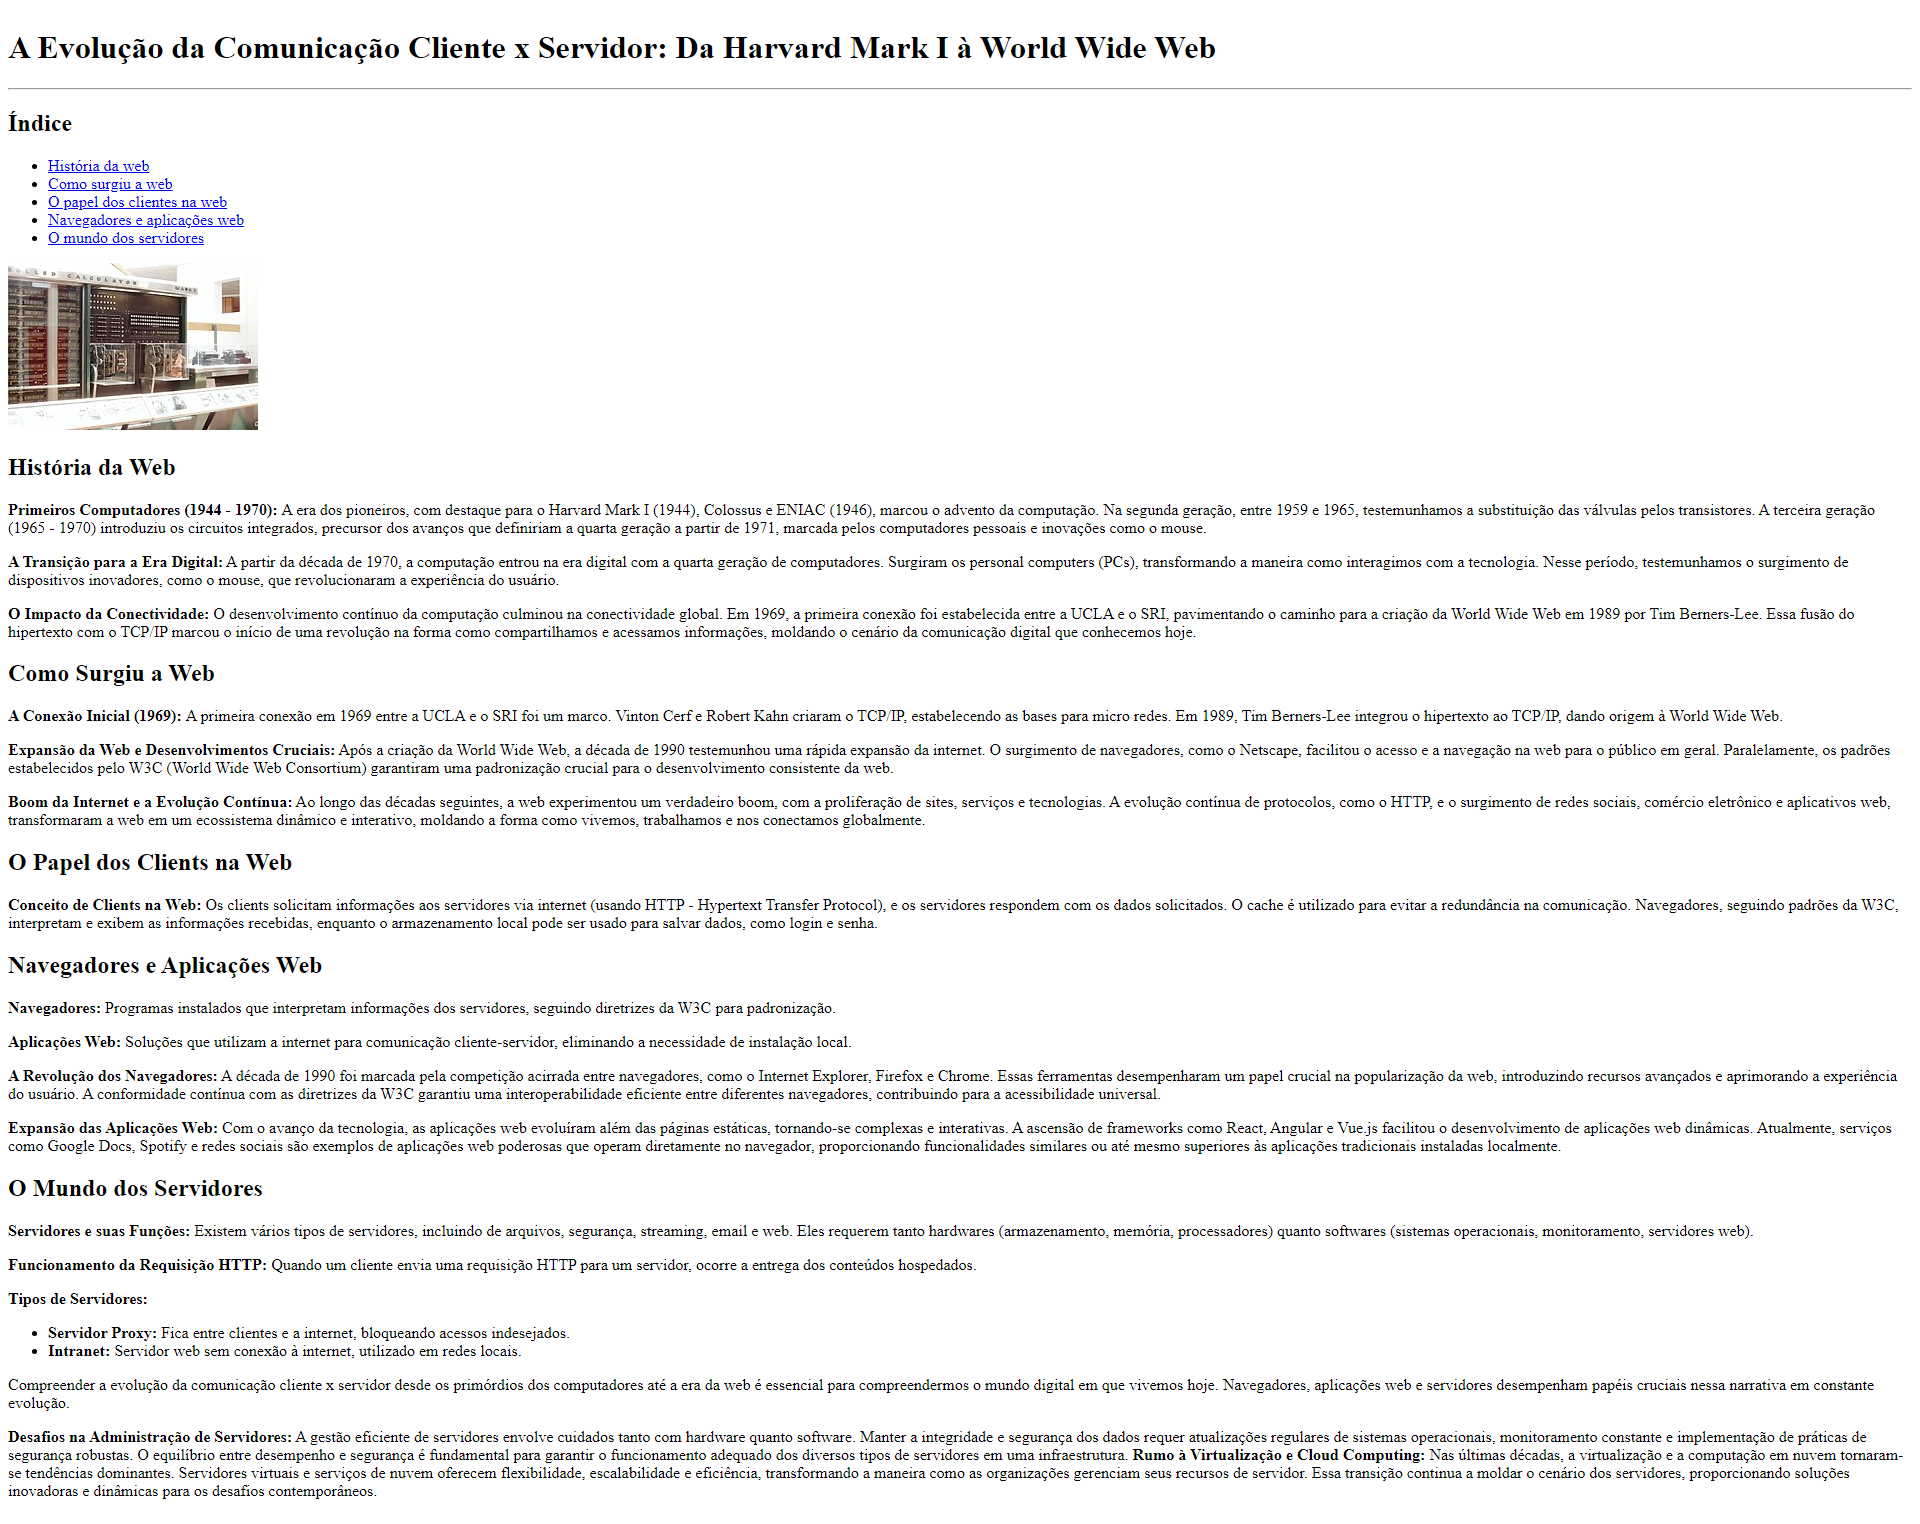 A Evolução da Comunicação Cliente x Servidor: Da Harvard Mark I à World Wide Web
Índice
História da web
Como surgiu a web
O papel dos clientes na web
Navegadores e aplicações web
O mundo dos servidores
CALCULATOR
História da Web
Primeiros Computadores (1944 - 1970): A era dos pioneiros, com destaque para o Harvard Mark I (1944), Colossus e ENIAC (1946), marcou o advento da computação. Na segunda geração, entre 1959 e 1965, testemunhamos a substituição das válvulas pelos transistores. A terceira geração
(1965 - 1970) introduziu os circuitos integrados, precursor dos avanços que definiriam a quarta geração a partir de 1971, marcada pelos computadores pessoais e inovações como o mouse.
A Transição para a Era Digital: A partir da década de 1970, a computação entrou na era digital com a quarta geração de computadores. Surgiram os personal computers (PCs), transformando a maneira como interagimos com a tecnologia. Nesse período, testemunhamos o surgimento de
dispositivos inovadores, como o mouse, que revolucionaram a experiência do usuário.
O Impacto da Conectividade: O desenvolvimento contínuo da computação culminou na conectividade global. Em 1969, a primeira conexão foi estabelecida entre a UCLA e o SRI, pavimentando o caminho para a criação da World Wide Web em 1989 por Tim Berners-Lee. Essa fusão do
hipertexto com o TCP/IP marcou o início de uma revolução na forma como compartilhamos e acessamos informações, moldando o cenário da comunicação digital que conhecemos hoje.
Como Surgiu a Web
A Conexão Inicial (1969): A primeira conexão em 1969 entre a UCLA e o SRI foi um marco. Vinton Cerf e Robert Kahn criaram o TCP/IP, estabelecendo as bases para micro redes. Em 1989, Tim Berners-Lee integrou o hipertexto ao TCP/IP, dando origem à World Wide Web.
Expansão da Web e Desenvolvimentos Cruciais: Após a criação da World Wide Web, a década de 1990 testemunhou uma rápida expansão da internet. O surgimento de navegadores, como o Netscape, facilitou o acesso e a navegação na web para o público em geral. Paralelamente, os padrões
estabelecidos pelo W3C (World Wide Web Consortium) garantiram uma padronização crucial para o desenvolvimento consistente da web.
Boom da Internet e a Evolução Contínua: Ao longo das décadas seguintes, a web experimentou um verdadeiro boom, com a proliferação de sites, serviços e tecnologias. A evolução contínua de protocolos, como o HTTP, e o surgimento de redes sociais, comércio eletrônico e aplicativos web,
transformaram a web em um ecossistema dinâmico e interativo, moldando a forma como vivemos, trabalhamos e nos conectamos globalmente.
O Papel dos Clients na Web
Conceito de Clients na Web: Os clients solicitam informações aos servidores via internet (usando HTTP - Hypertext Transfer Protocol), e os servidores respondem com os dados solicitados. O cache é utilizado para evitar a redundância na comunicação. Navegadores, seguindo padrões da W3C,
interpretam e exibem as informações recebidas, enquanto o armazenamento local pode ser usado para salvar dados, como login e senha.
Navegadores e Aplicações Web
Navegadores: Programas instalados que interpretam informações dos servidores, seguindo diretrizes da W3C para padronização.
Aplicações Web: Soluções que utilizam a internet para comunicação cliente-servidor, eliminando a necessidade de instalação local.
A Revolução dos Navegadores: A década de 1990 foi marcada pela competição acirrada entre navegadores, como o Internet Explorer, Firefox e Chrome. Essas ferramentas desempenharam um papel crucial na popularização da web, introduzindo recursos avançados e aprimorando a experiência
do usuário. A conformidade contínua com as diretrizes da W3C garantiu uma interoperabilidade eficiente entre diferentes navegadores, contribuindo para a acessibilidade universal.
Expansão das Aplicações Web: Com o avanço da tecnologia, as aplicações web evoluíram além das páginas estáticas, tornando-se complexas e interativas. A ascensão de frameworks como React, Angular e Vue.js facilitou o desenvolvimento de aplicações web dinâmicas. Atualmente, serviços
como Google Docs, Spotify e redes sociais são exemplos de aplicações web poderosas que operam diretamente no navegador, proporcionando funcionalidades similares ou até mesmo superiores às aplicações tradicionais instaladas localmente.
O Mundo dos Servidores
Servidores e suas Funções: Existem vários tipos de servidores, incluindo de arquivos, segurança, streaming, email e web. Eles requerem tanto hardwares (armazenamento, memória, processadores) quanto softwares (sistemas operacionais, monitoramento, servidores web).
Funcionamento da Requisição HTTP: Quando um cliente envia uma requisição HTTP para um servidor, ocorre a entrega dos conteúdos hospedados.
Tipos de Servidores:
Servidor Proxy: Fica entre clientes e a internet, bloqueando acessos indesejados.
Intranet: Servidor web sem conexão à internet, utilizado em redes locais.
Compreender a evolução da comunicação cliente x servidor desde os primórdios dos computadores até a era da web é essencial para compreendermos o mundo digital em que vivemos hoje. Navegadores, aplicações web e servidores desempenham papéis cruciais nessa narrativa em constante
evolução.
Desafios na Administração de Servidores: A gestão eficiente de servidores envolve cuidados tanto com hardware quanto software. Manter a integridade e segurança dos dados requer atualizações regulares de sistemas operacionais, monitoramento constante e implementação de práticas de
segurança robustas. O equilíbrio entre desempenho e segurança é fundamental para garantir o funcionamento adequado dos diversos tipos de servidores em uma infraestrutura. Rumo à Virtualização e Cloud Computing: Nas últimas décadas, a virtualização e a computação em nuvem tornaram-
se tendências dominantes. Servidores virtuais e serviços de nuvem oferecem flexibilidade, escalabilidade e eficiência, transformando a maneira como as organizações gerenciam seus recursos de servidor. Essa transição continua a moldar o cenário dos servidores, proporcionando soluções
inovadoras e dinâmicas para os desafios contemporâneos.